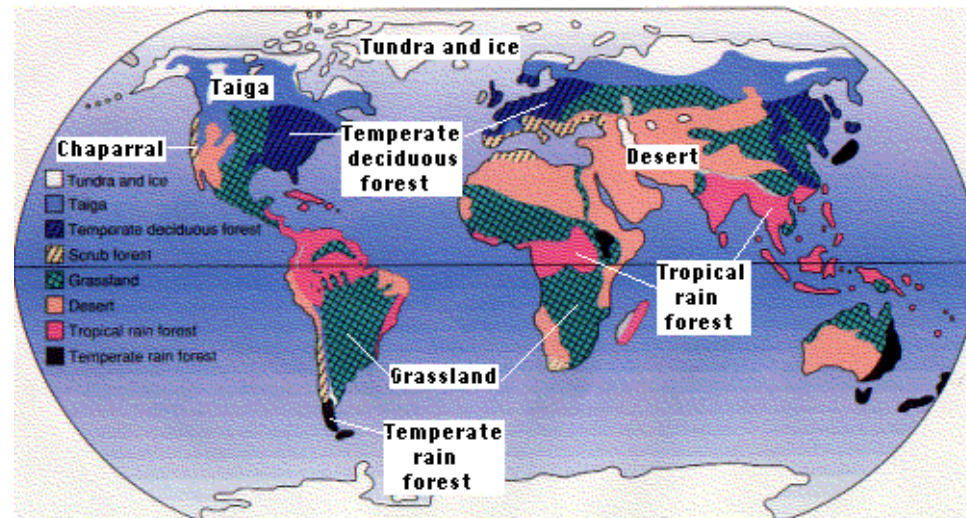 Tundra and ice
Taiga
Chaparral
Temperate
deciduous
forest
Desert
Tundra and ice
Taiga
Temperate deciduous forest
Scrub forest
Grassland
Desert
Tropical rain forest
Temperate rain forest
Tropical
rain
forest
Grassland
Temperate
rain
forest